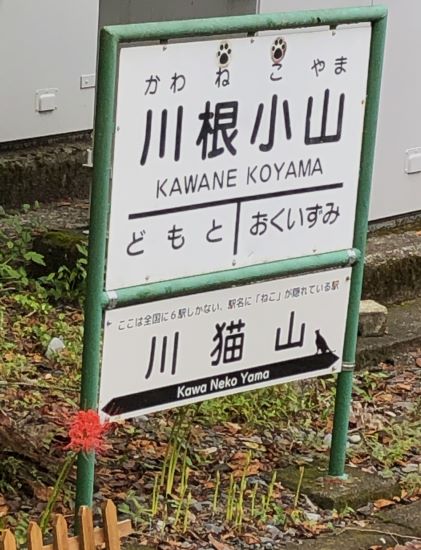 かわねこやま
川根小山
KAWANE KOYAMA
どもと おくいずみ
ここは全国に6駅しかない、駅名に「ねこ」が隠れている駅
川猫山
Kawa Neko Yama